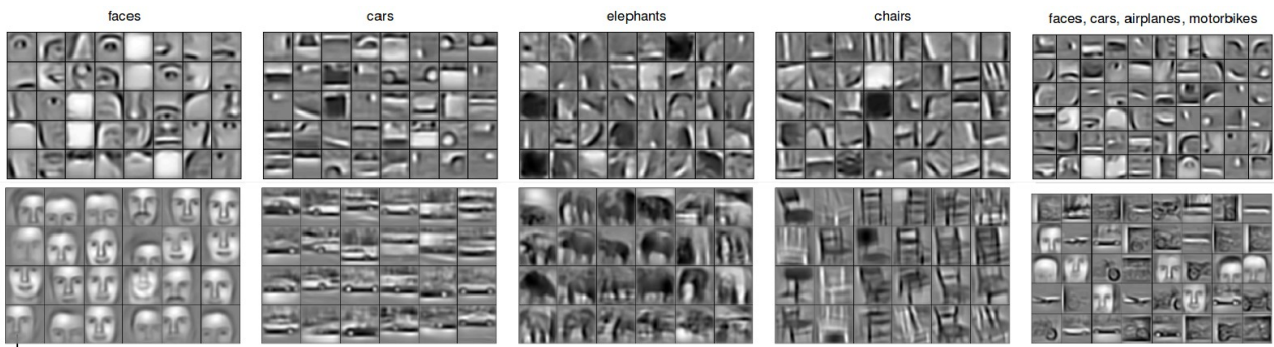 faces
cars
elephants
chairs
faces, cars, airplanes, motorbikes